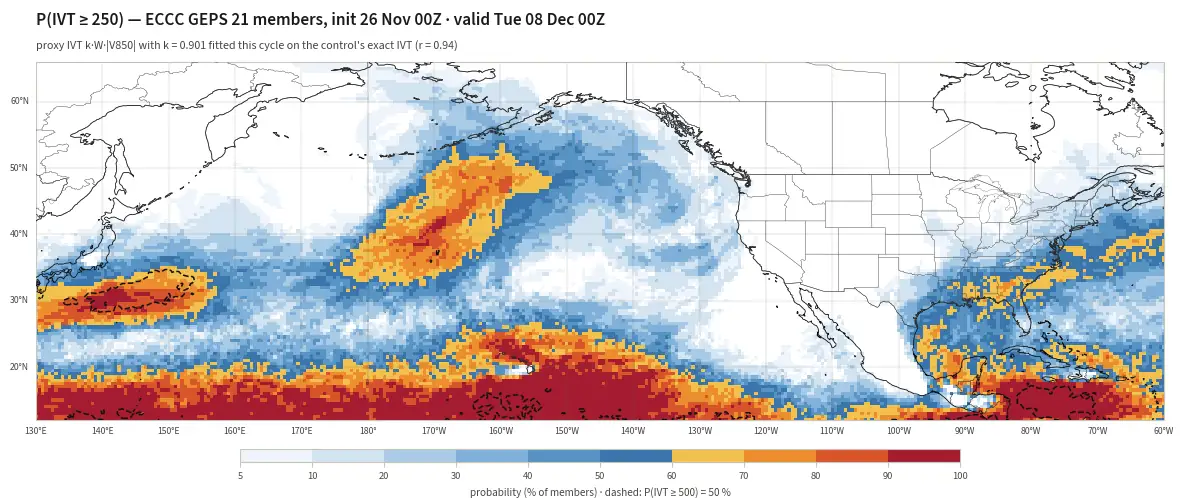 P(IVT ≥ 250) — ECCC GEPS 21 members, init 26 Nov 00Z · valid Tue 08 Dec 00Z
proxy IVT k·W·|V850| with k = 0.901 fitted this cycle on the control's exact IVT (r = 0.94)
60°N
50°N
40°N
30°N
20°N
130°E 140°E 150°E 160°E 170°E 180° 170°W 160°W 150°W 140°W 130°W 120°W 110°W 100°W 90°W 80°W 70°W 60°W
5 10 20 30 40 50 60 70 80 90 100
probability (% of members) · dashed: P(IVT ≥ 500) = 50 %